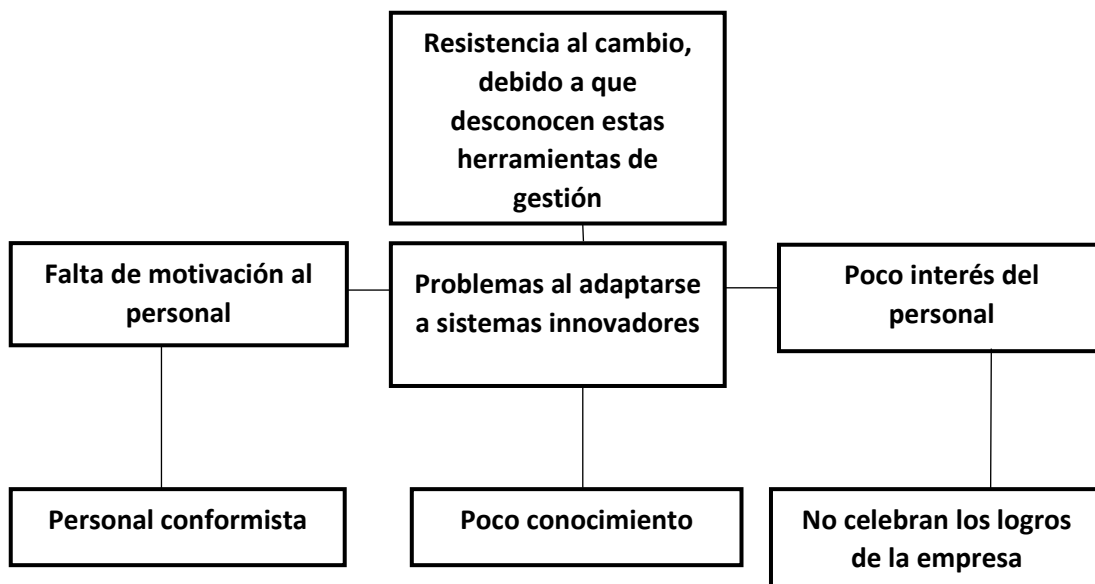 Resistencia al cambio,
debido a que
desconocen estas
herramientas de
gestión
Falta de motivación al
personal
Problemas al adaptarse
a sistemas innovadores
Poco interés del
personal
Personal conformista
Poco conocimiento
No celebran los logros
de la empresa